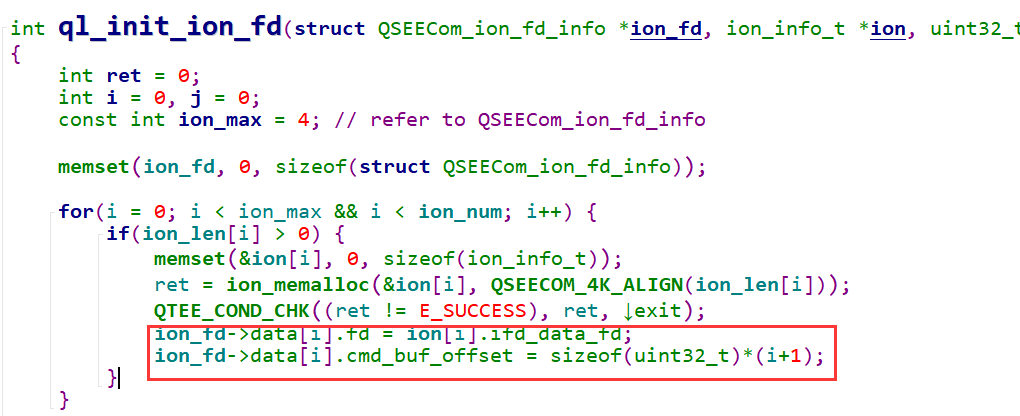 int ql_init_ion_fd(struct QSEECom_ion_fd_info *ion_fd, ion_info_t *ion, uint32_t
{
int ret = 0;
int i = 0, j = 0;
const int ion_max = 4; // refer to QSEECom_ion_fd_info
memset(ion_fd, 0, sizeof(struct QSEECom_ion_fd_info));
for(i = 0; i < ion_max && i < ion_num; i++) {
if(ion_len[i] > 0) {
memset(&ion[i], 0, sizeof(ion_info_t));
ret = ion_memalloc(&ion[i], QSEECOM_4K_ALIGN(ion_len[i]));
QTEE_COND_CHK((ret != E_SUCCESS), ret, ↓exit);
ion_fd->data[i].fd = ion[i].ifd_data_fd;
ion_fd->data[i].cmd_buf_offset = sizeof(uint32_t)*(i+1);
}
}